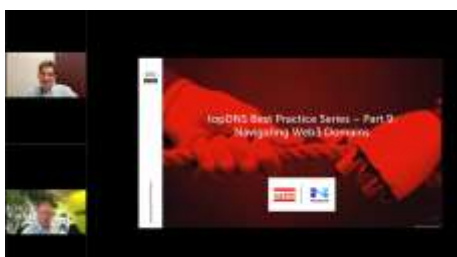 topDNS Best Practice Series – Part 9
Navigating Web3 Domains